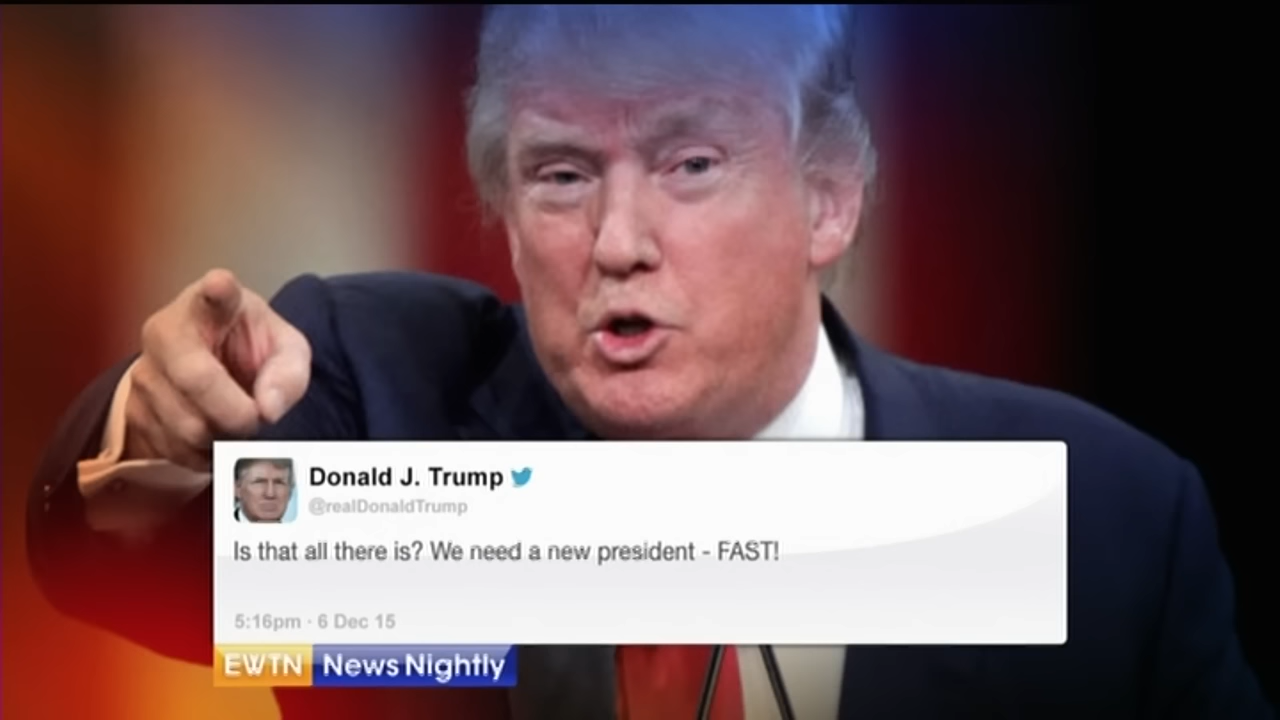 Donald J. Trump
@realDonaldTrump
Is that all there is? We need a new president - FAST!
5:16pm · 6 Dec 15
EWTN News Nightly